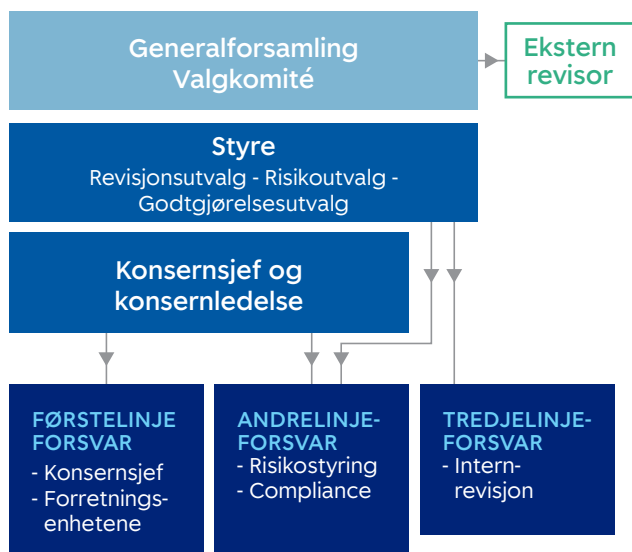 Generalforsamling
Valgkomité
Ekstern
revisor
Styre
Revisjonsutvalg - Risikoutvalg -
Godtgjørelsesutvalg
Konsernsjef og
konsernledelse
FØRSTELINJE
FORSVAR
- Konsernsjef
- Forretnings-
enhetene
ANDRELINJE-
FORSVAR
- Risikostyring
- Compliance
TREDJELINJE-
FORSVAR
- Intern-
revisjon